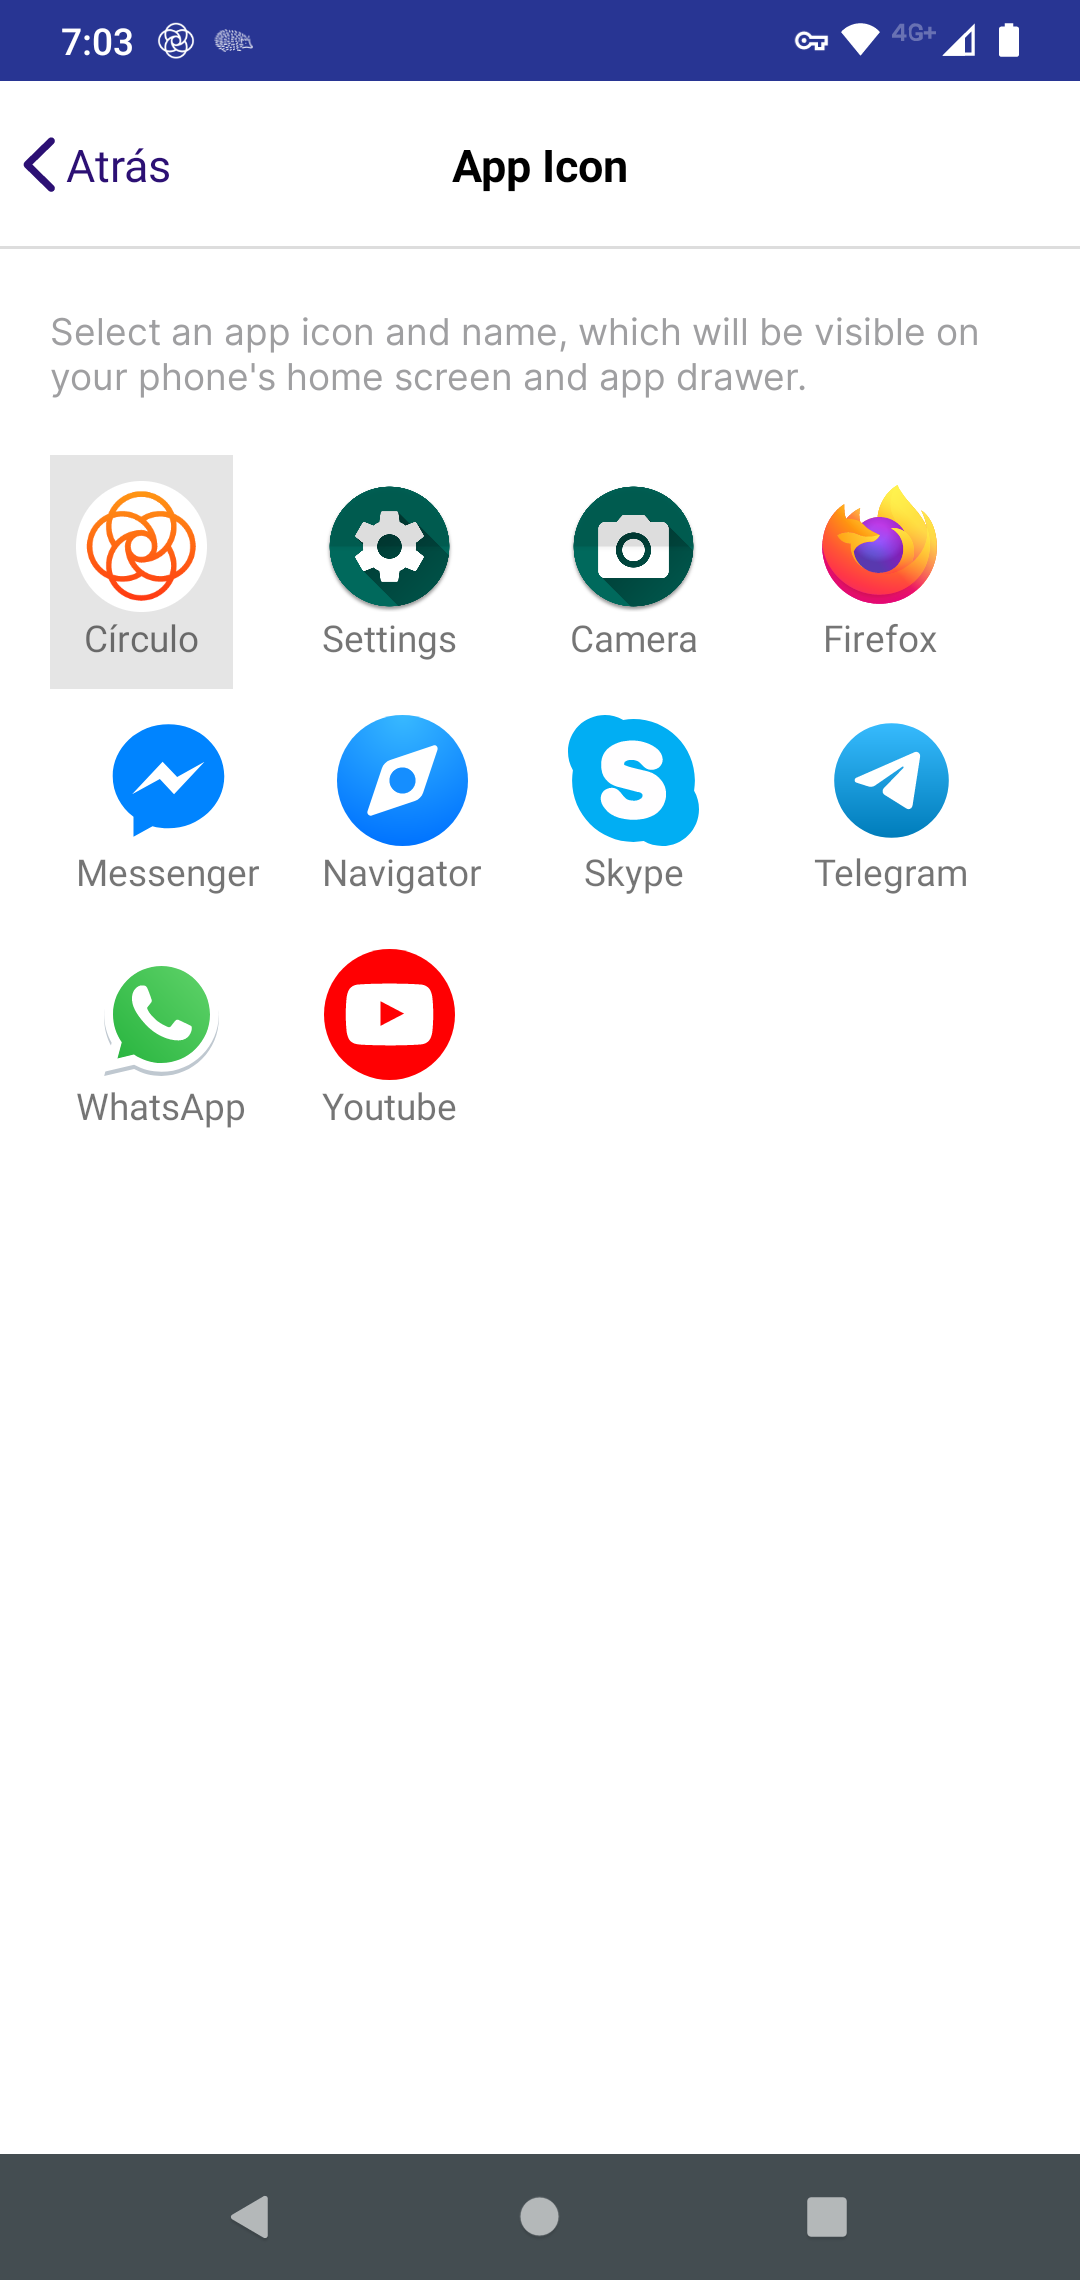 7:03 4G+
Atrás App Icon
Select an app icon and name, which will be visible on
your phone's home screen and app drawer.
Círculo Settings Camera Firefox
Messenger Navigator Skype Telegram
WhatsApp Youtube